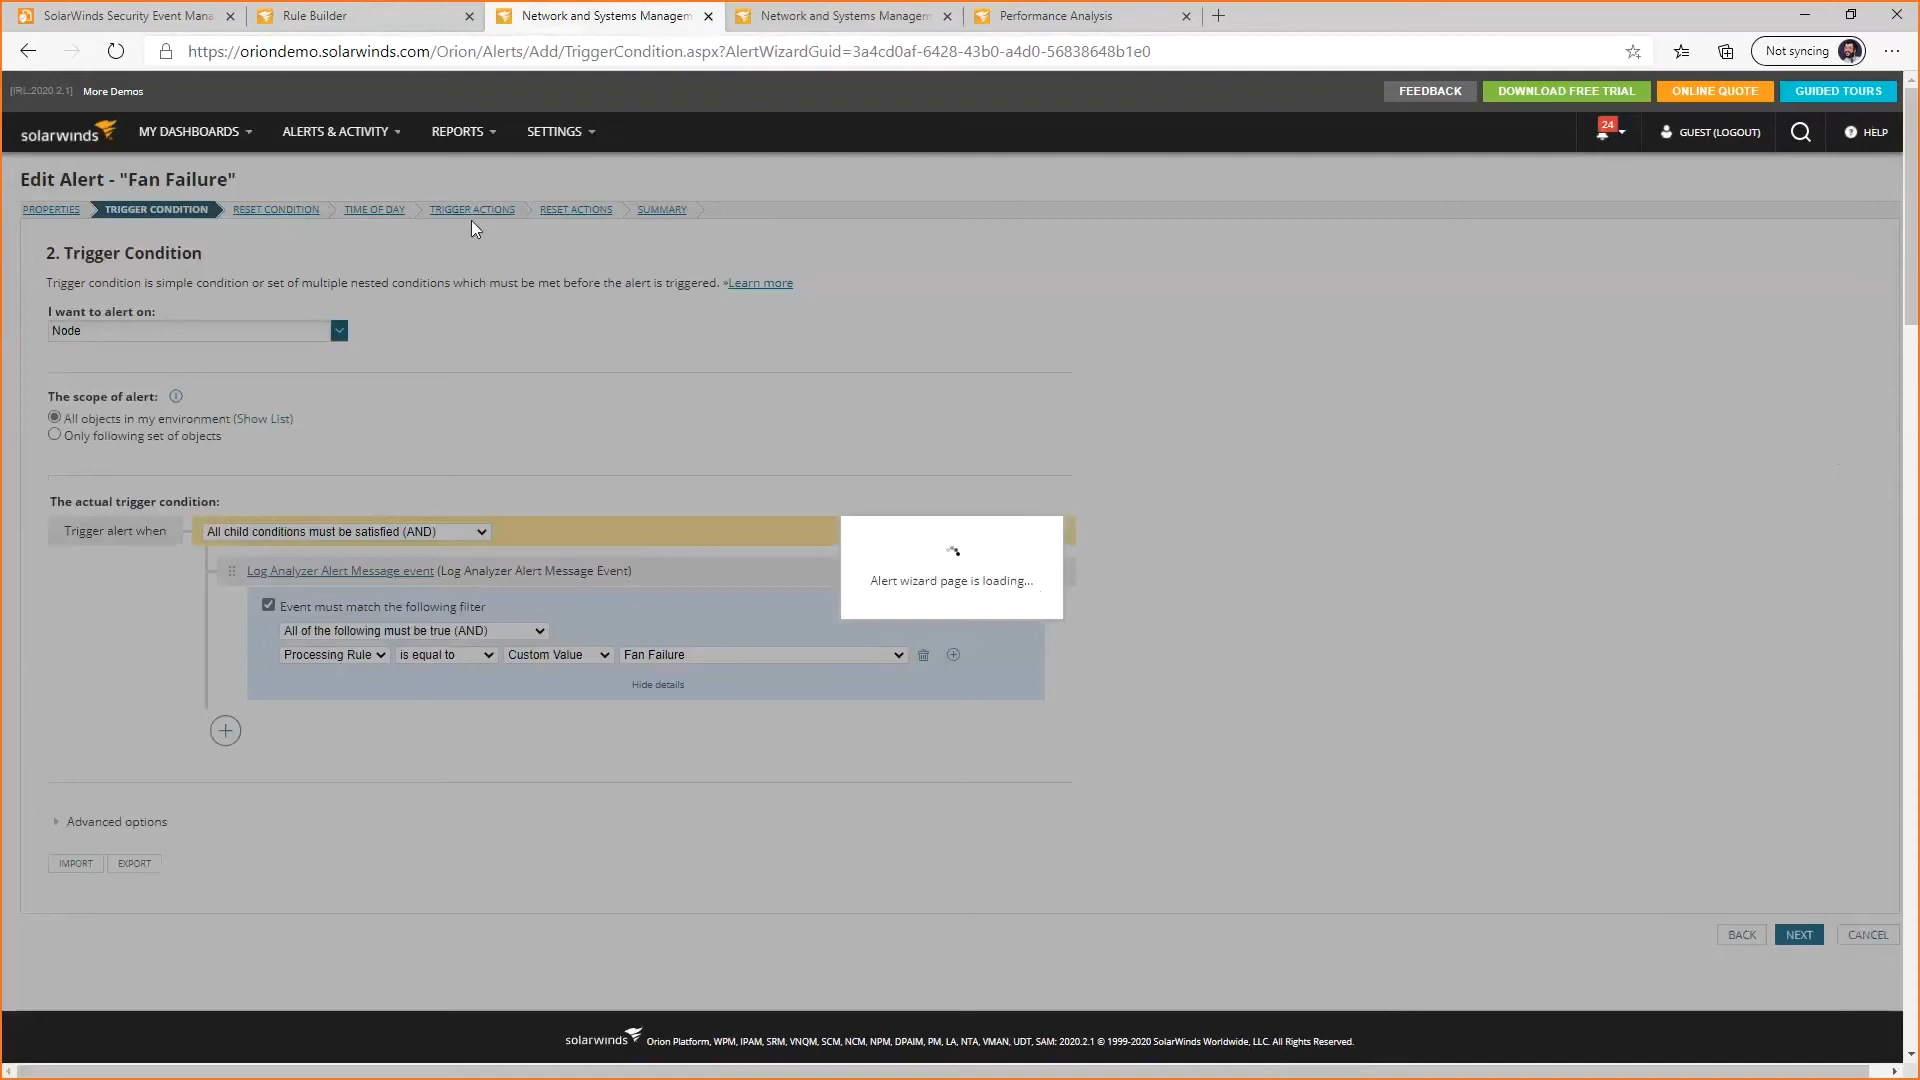 SolarWinds Security Event Mana
Rule Builder
Network and Systems Managem
Network and Systems Managem
Performance Analysis
https://oriondemo.solarwinds.com/Orion/Alerts/Add/TriggerCondition.aspx?AlertWizardGuid=3a4cd0af-6428-43b0-a4d0-56838648b1e0
Not syncing
[IRL:2020.2.1] More Demos
FEEDBACK
DOWNLOAD FREE TRIAL
ONLINE QUOTE
GUIDED TOURS
solarwinds
MY DASHBOARDS
ALERTS & ACTIVITY
REPORTS
SETTINGS
24
GUEST (LOGOUT)
HELP
Edit Alert - "Fan Failure"
PROPERTIES
TRIGGER CONDITION
RESET CONDITION
TIME OF DAY
TRIGGER ACTIONS
RESET ACTIONS
SUMMARY
2. Trigger Condition
Trigger condition is simple condition or set of multiple nested conditions which must be met before the alert is triggered. »Learn more
I want to alert on:
Node
The scope of alert:
All objects in my environment (Show List)
Only following set of objects
The actual trigger condition:
Trigger alert when
All child conditions must be satisfied (AND)
Log Analyzer Alert Message event (Log Analyzer Alert Message Event)
Event must match the following filter
All of the following must be true (AND)
Processing Rule
is equal to
Custom Value
Fan Failure
Hide details
Alert wizard page is loading...
Advanced options
IMPORT
EXPORT
BACK
NEXT
CANCEL
solarwinds Orion Platform, WPM, IPAM, SRM, VNQM, SCM, NCM, NPM, DPAIM, PM, LA, NTA, VMAN, UDT, SAM: 2020.2.1 © 1999-2020 SolarWinds Worldwide, LLC. All Rights Reserved.